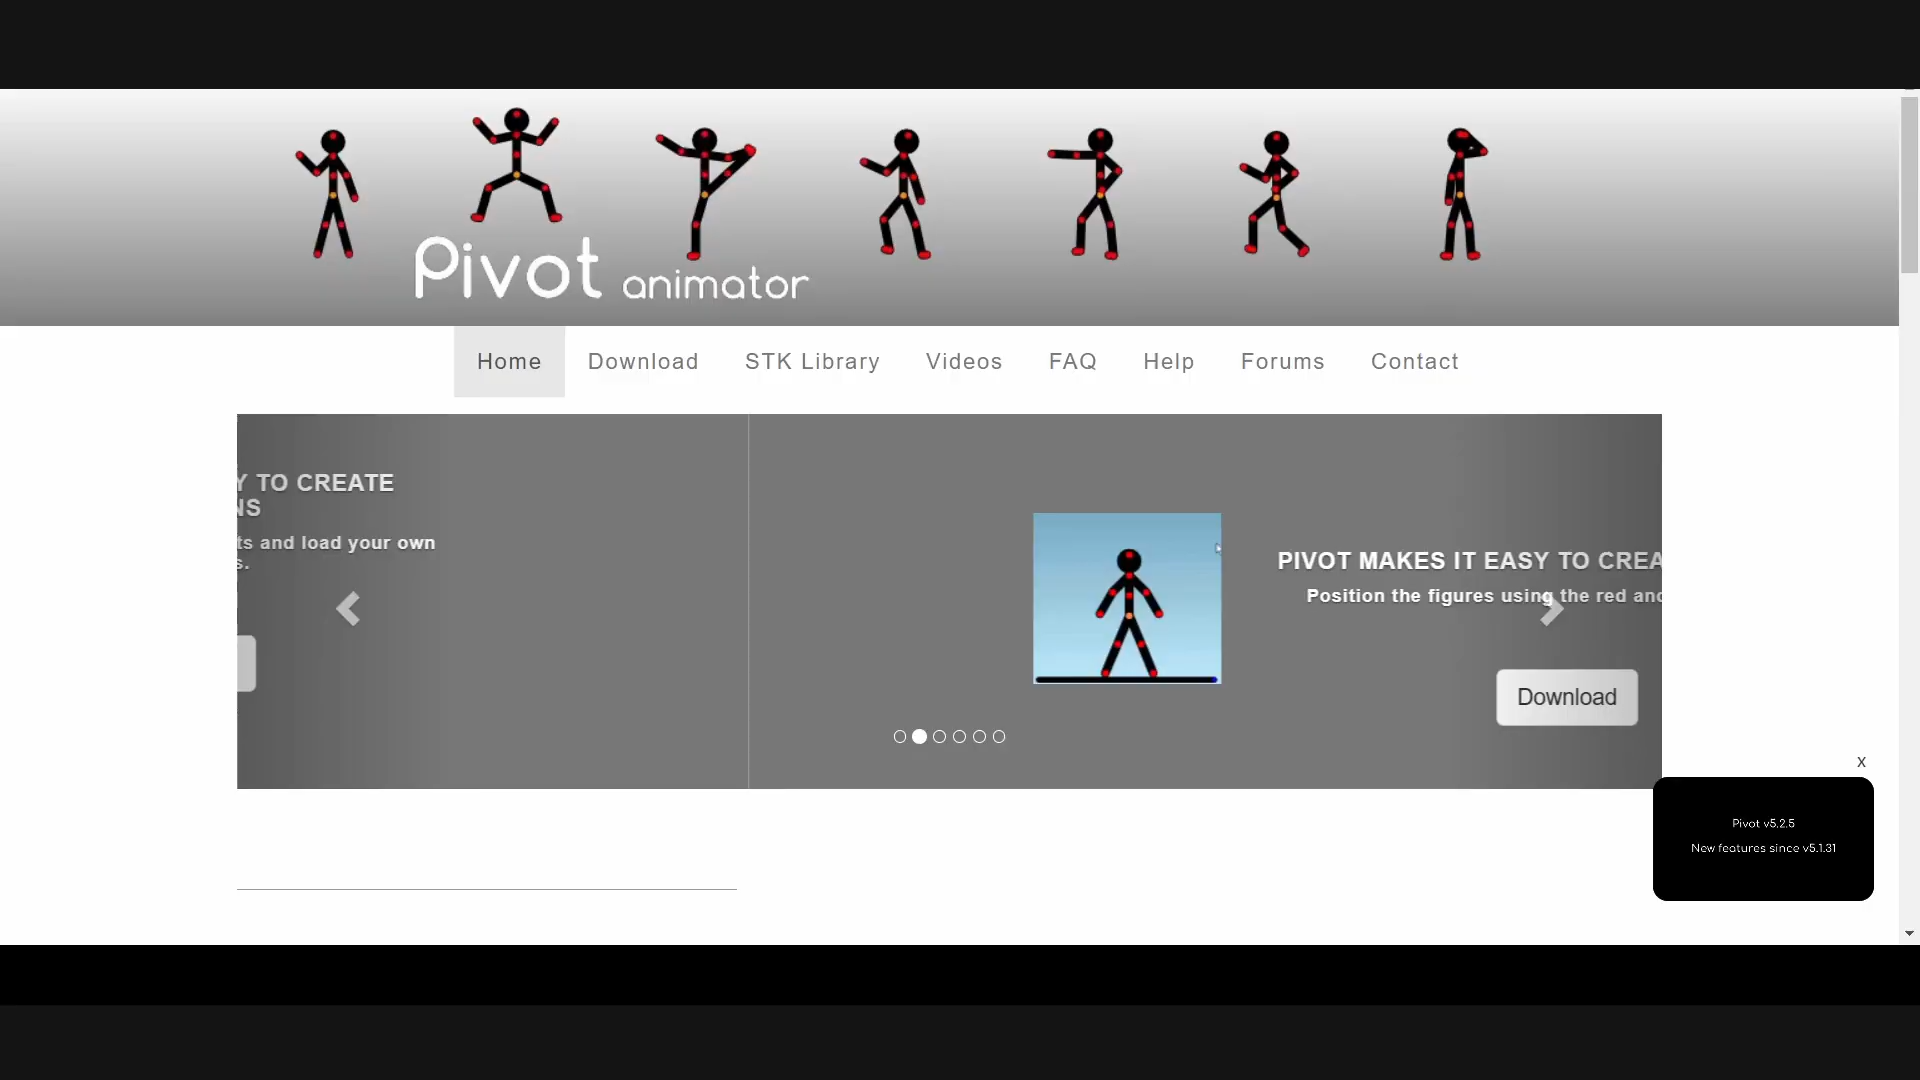 Pivot animator
Home Download STK Library Videos FAQ Help Forums Contact
Y TO CREATE
NS
ts and load your own
s.
PIVOT MAKES IT EASY TO CREA
Position the figures using the red and
Download
x
Pivot v5.2.5
New features since v5.1.31